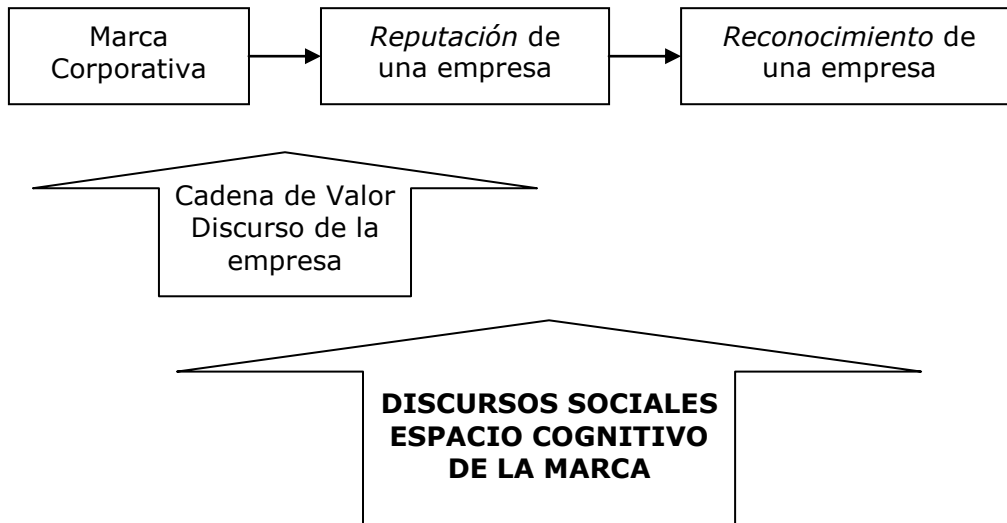 Marca
Corporativa
Reputación de
una empresa
Reconocimiento de
una empresa
Cadena de Valor
Discurso de la
empresa
DISCURSOS SOCIALES
ESPACIO COGNITIVO
DE LA MARCA